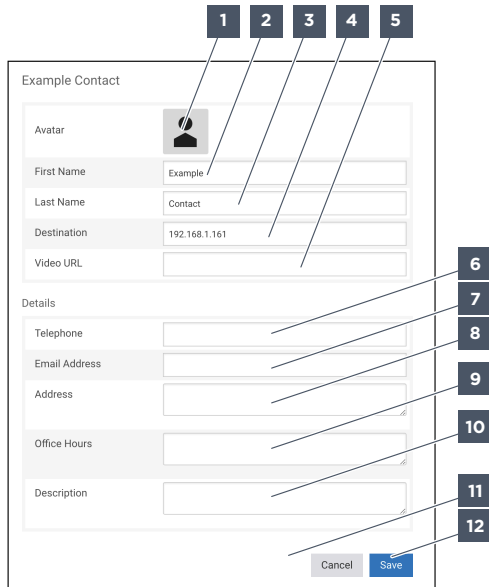 1 2 3 4 5
Example Contact
Avatar
First Name Example
Last Name Contact
Destination 192.168.1.161
Video URL
6
Details
7
Telephone
8
Email Address
9
Address
10
Office Hours
Description
11
12
Cancel Save